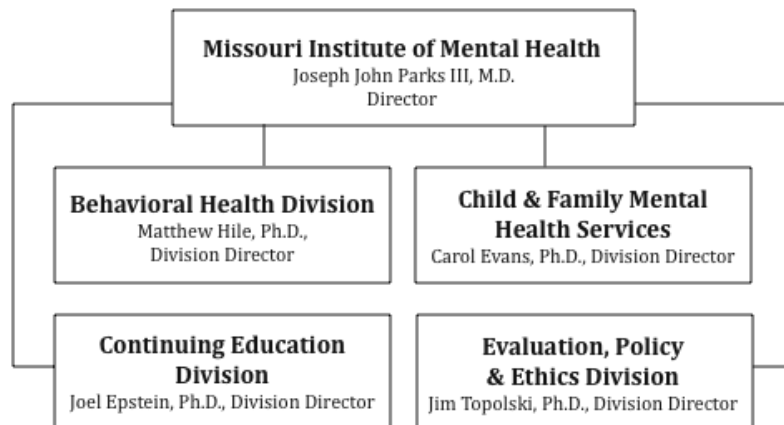 Missouri Institute of Mental Health
Joseph John Parks III, M.D.
Director
Behavioral Health Division
Matthew Hile, Ph.D.,
Division Director
Child & Family Mental
Health Services
Carol Evans, Ph.D., Division Director
Continuing Education
Division
Joel Epstein, Ph.D., Division Director
Evaluation, Policy
& Ethics Division
Jim Topolski, Ph.D., Division Director